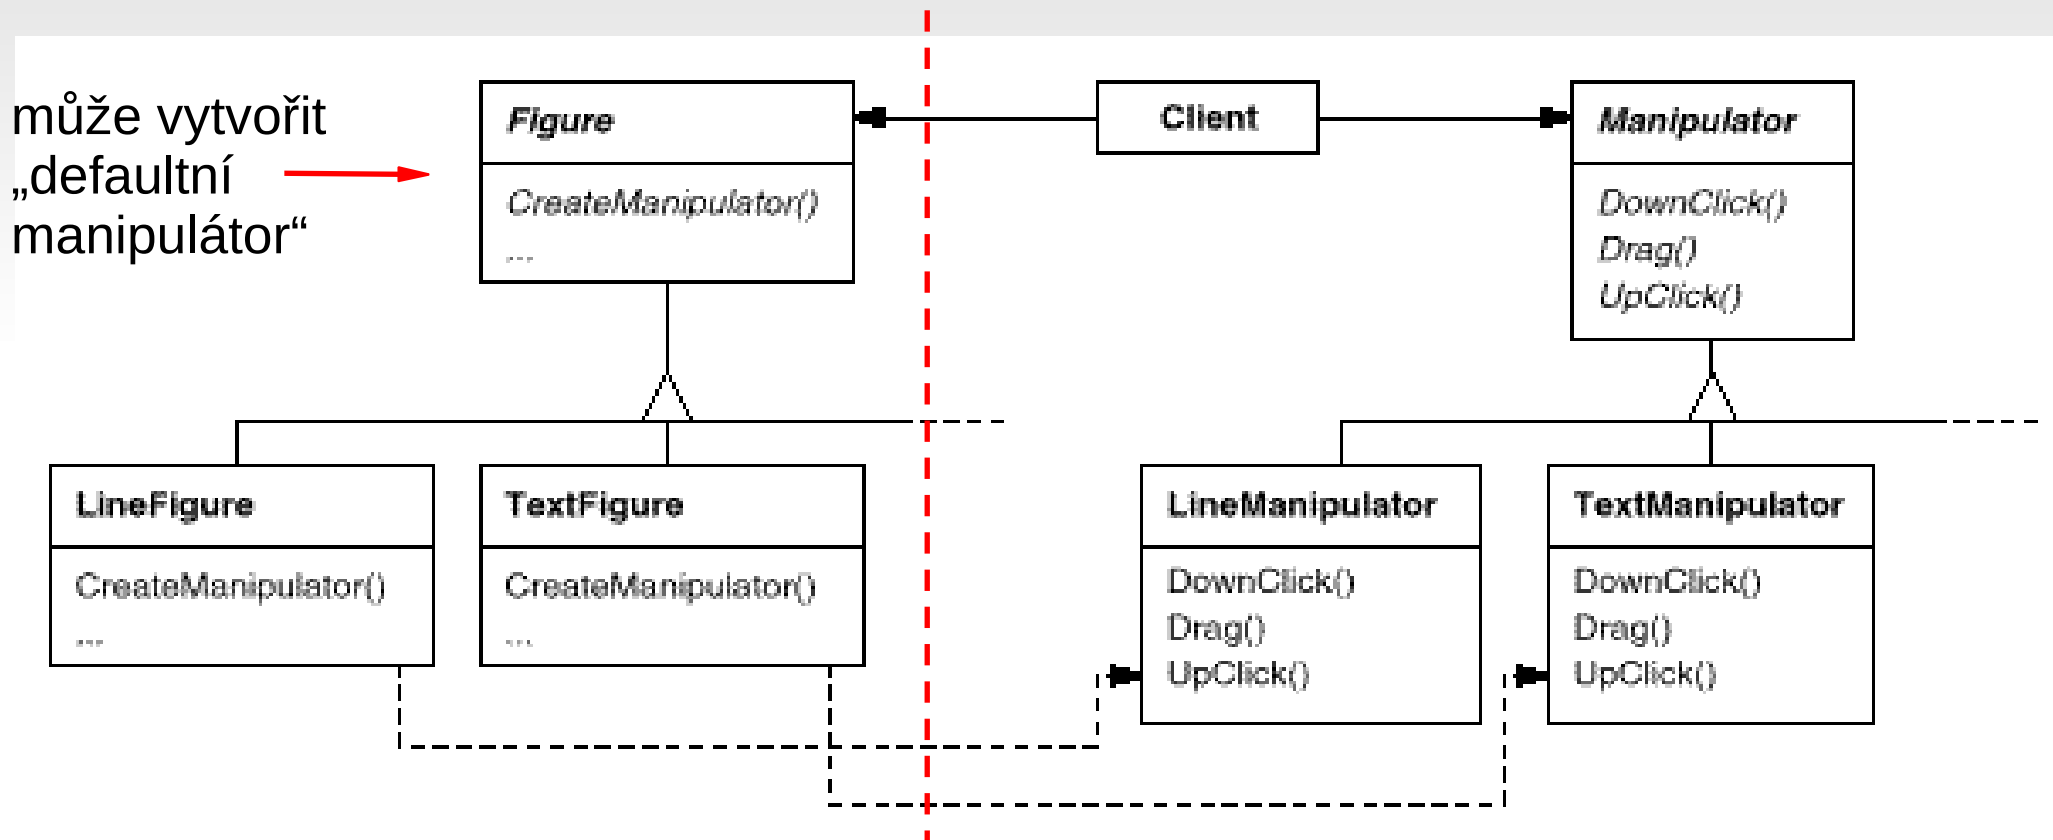 může vytvořit
„defaultní
manipulátor“
Figure
CreateManipulator()
...
Client
Manipulator
DownClick()
Drag()
UpClick()
LineFigure
CreateManipulator()
...
TextFigure
CreateManipulator()
...
LineManipulator
DownClick()
Drag()
UpClick()
TextManipulator
DownClick()
Drag()
UpClick()